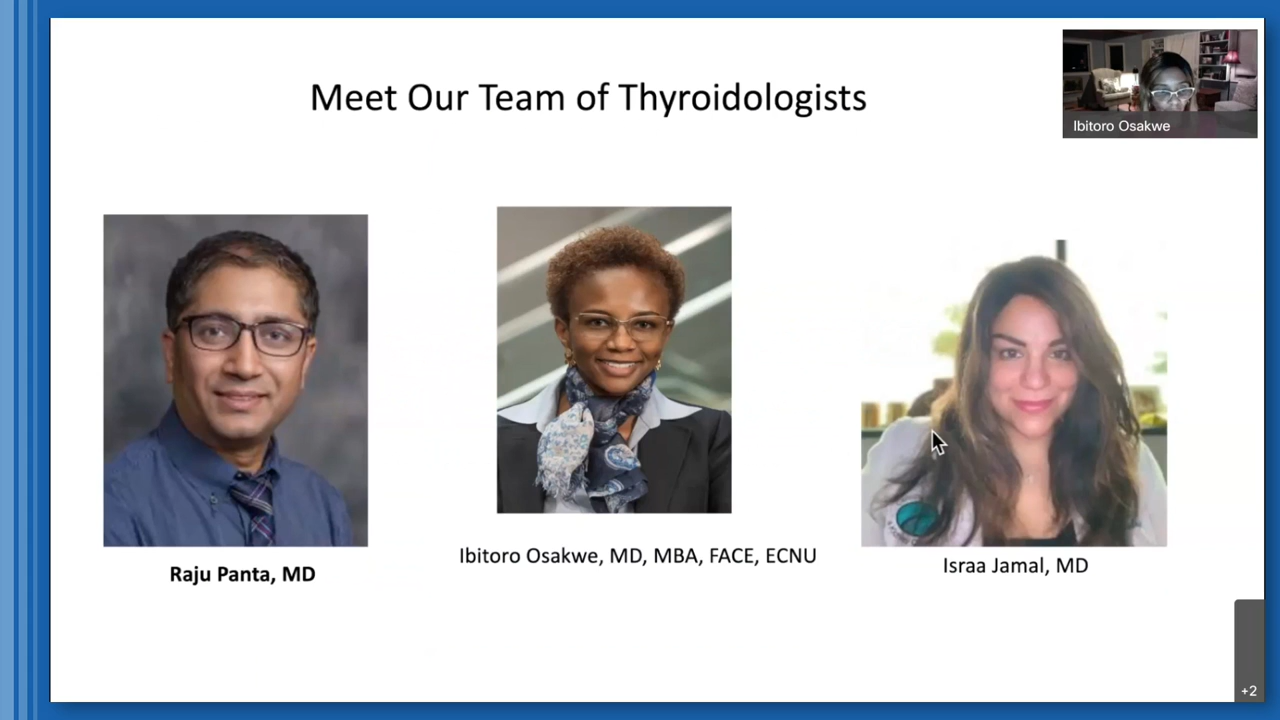 Meet Our Team of Thyroidologists
Ibitoro Osakwe
Raju Panta, MD
Ibitoro Osakwe, MD, MBA, FACE, ECNU
Israa Jamal, MD
+2